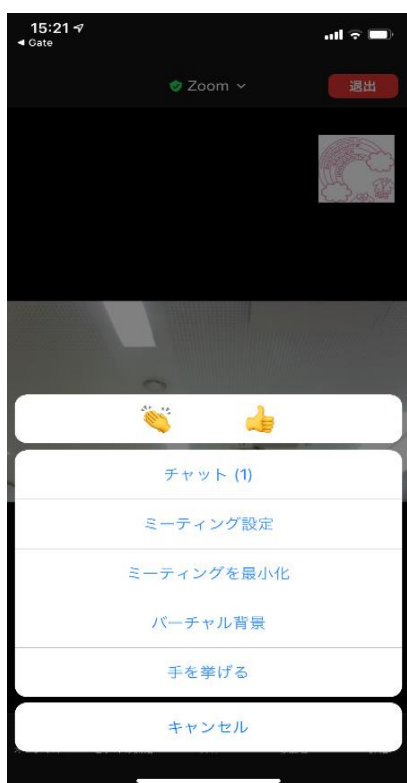 15:21
◀ Gate
Zoom
退出
チャット (1)
ミーティング設定
ミーティングを最小化
バーチャル背景
手を挙げる
キャンセル